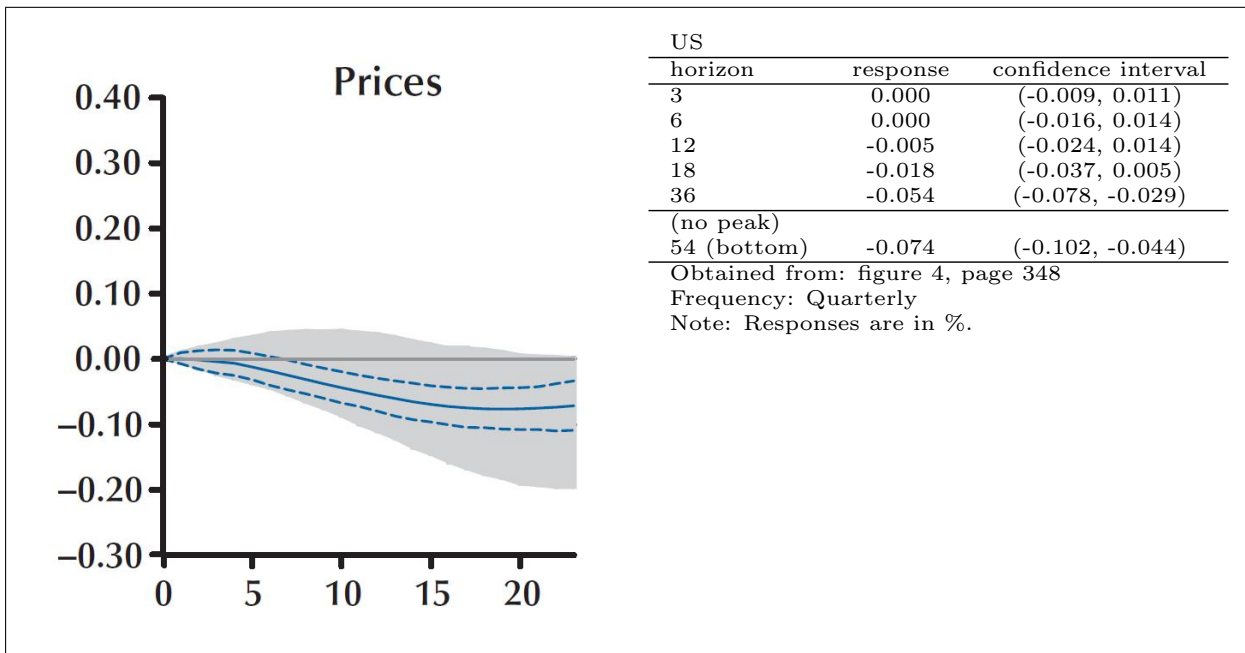 Prices
0.40
0.30
0.20
0.10
0.00
−0.10
−0.20
−0.30
0 5 10 15 20
US
horizon response confidence interval
3 0.000 (-0.009, 0.011)
6 0.000 (-0.016, 0.014)
12 -0.005 (-0.024, 0.014)
18 -0.018 (-0.037, 0.005)
36 -0.054 (-0.078, -0.029)
(no peak)
54 (bottom) -0.074 (-0.102, -0.044)
Obtained from: figure 4, page 348
Frequency: Quarterly
Note: Responses are in %.